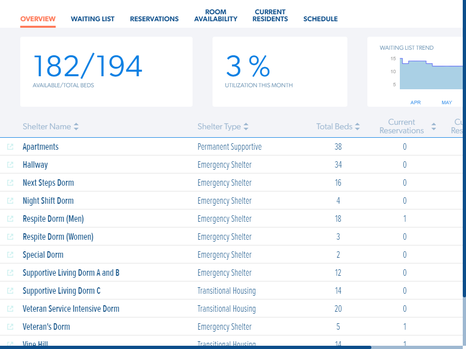 OVERVIEW WAITING LIST RESERVATIONS ROOM AVAILABILITY CURRENT RESIDENTS SCHEDULE
182/194
AVAILABLE/TOTAL BEDS
3 %
UTILIZATION THIS MONTH
WAITING LIST TREND
15
10
5
APR MAY
Shelter Name Shelter Type Total Beds Current Reservations
Apartments Permanent Supportive 38 0
Hallway Emergency Shelter 34 0
Next Steps Dorm Emergency Shelter 16 0
Night Shift Dorm Emergency Shelter 4 0
Respite Dorm (Men) Emergency Shelter 18 1
Respite Dorm (Women) Emergency Shelter 3 0
Special Dorm Emergency Shelter 2 0
Supportive Living Dorm A and B Emergency Shelter 12 0
Supportive Living Dorm C Transitional Housing 14 0
Veteran Service Intensive Dorm Transitional Housing 20 0
Veteran's Dorm Emergency Shelter 5 1
Vine Hill Transitional Housing 14 1